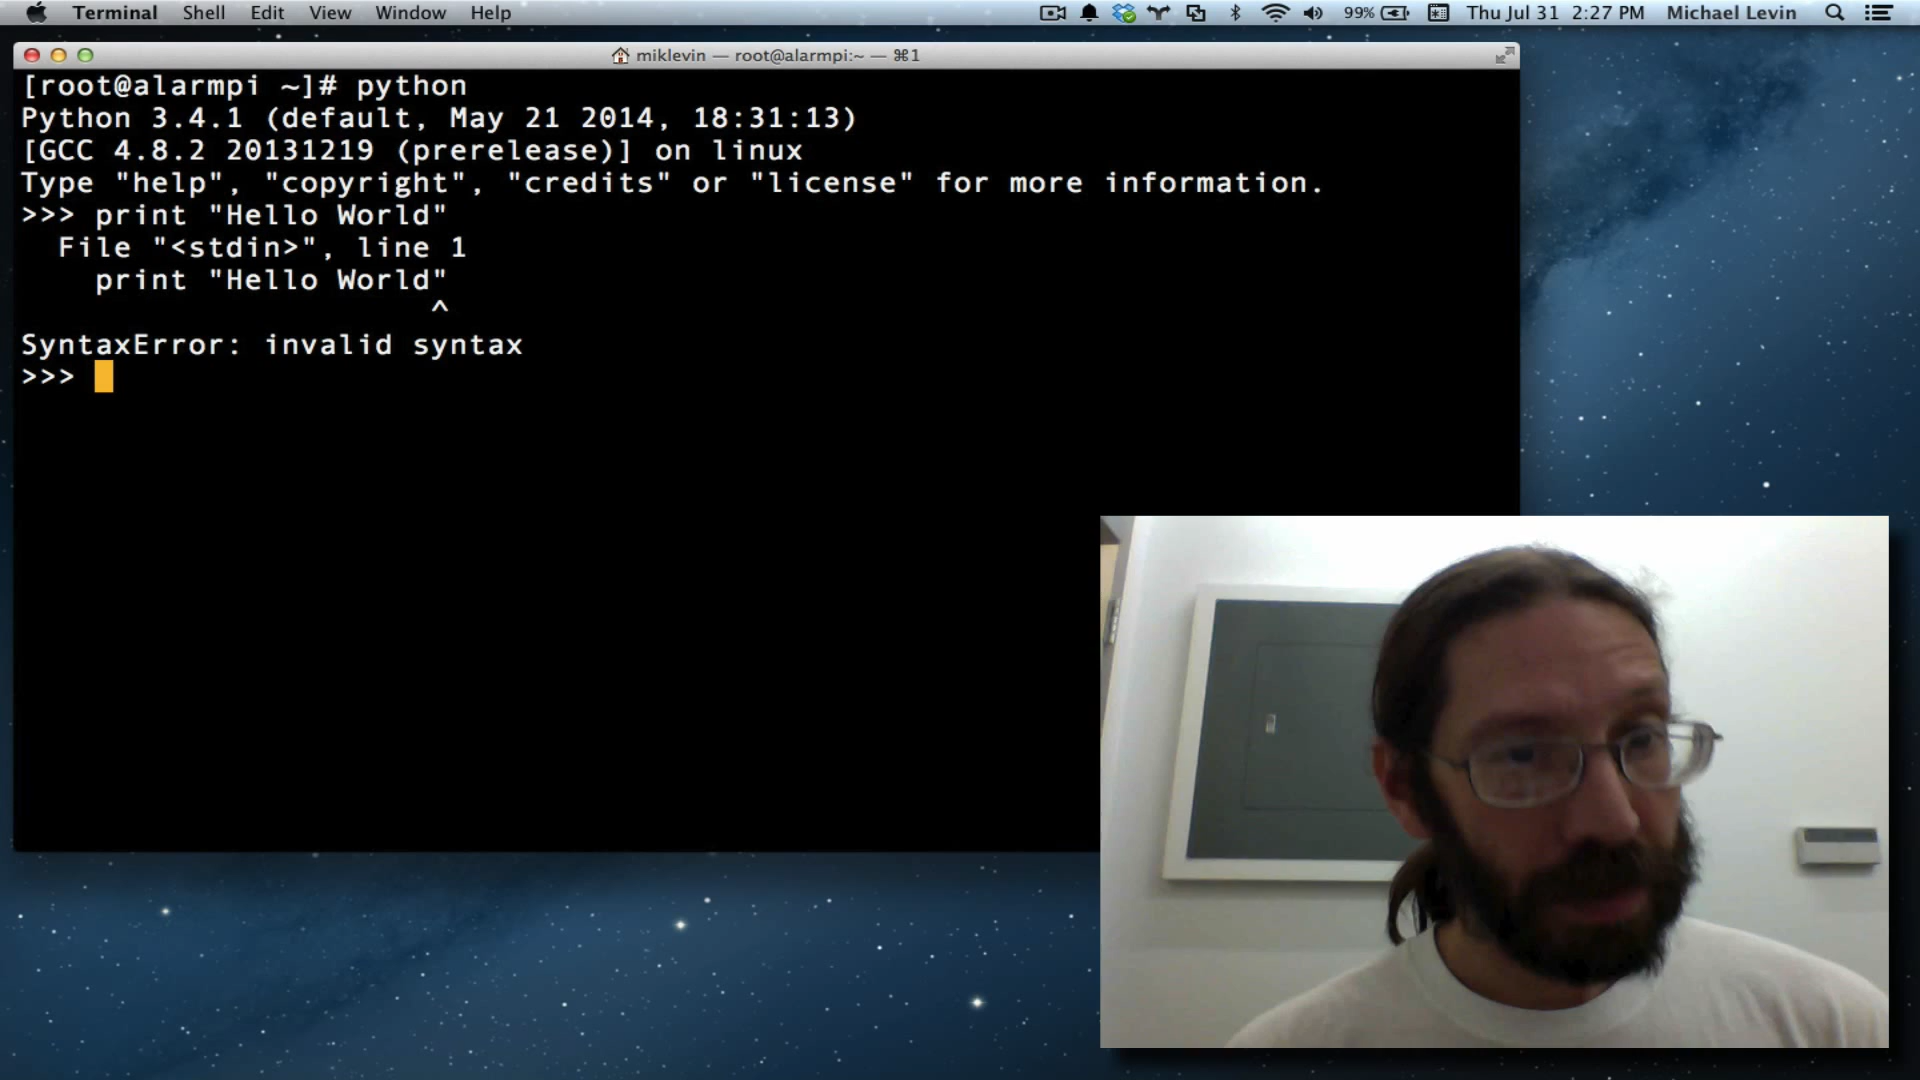 Terminal Shell Edit View Window Help 99% Thu Jul 31 2:27 PM Michael Levin
miklevin — root@alarmpi:~ — ⌘1
[root@alarmpi ~]# python
Python 3.4.1 (default, May 21 2014, 18:31:13)
[GCC 4.8.2 20131219 (prerelease)] on linux
Type "help", "copyright", "credits" or "license" for more information.
>>> print "Hello World"
  File "<stdin>", line 1
    print "Hello World"
                      ^
SyntaxError: invalid syntax
>>>